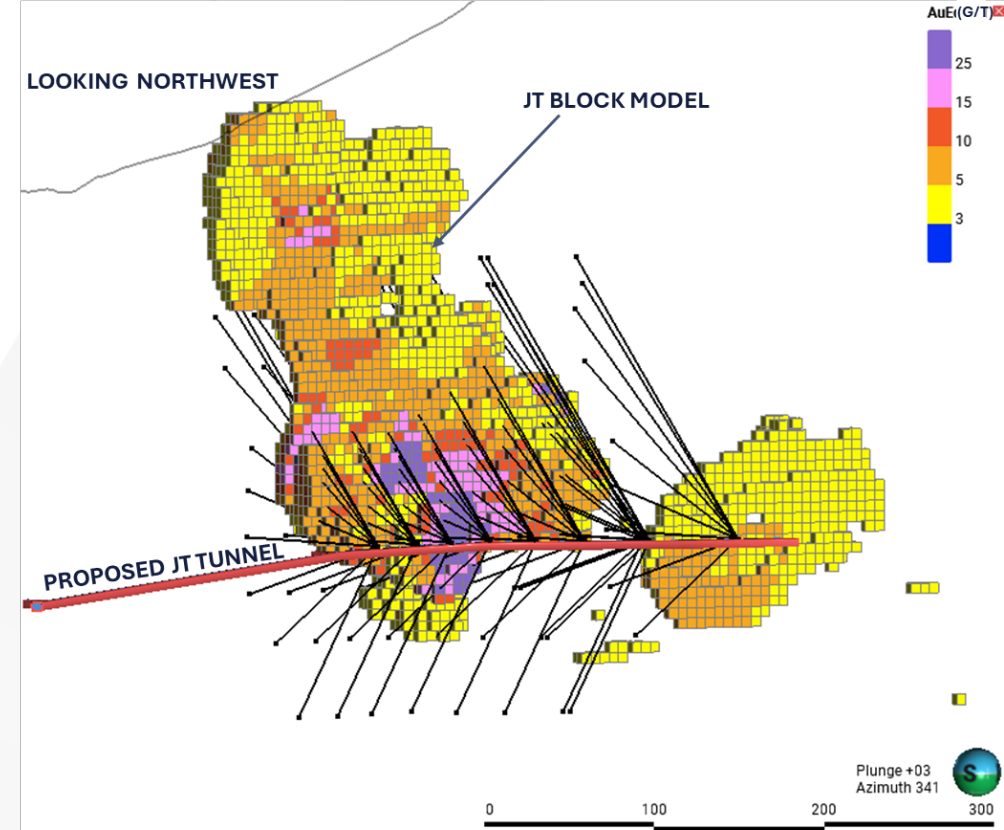 AuEq(G/T)
LOOKING NORTHWEST
JT BLOCK MODEL
25
15
10
5
3
PROPOSED JT TUNNEL
Plunge +03
Azimuth 341
S
0 100 200 300